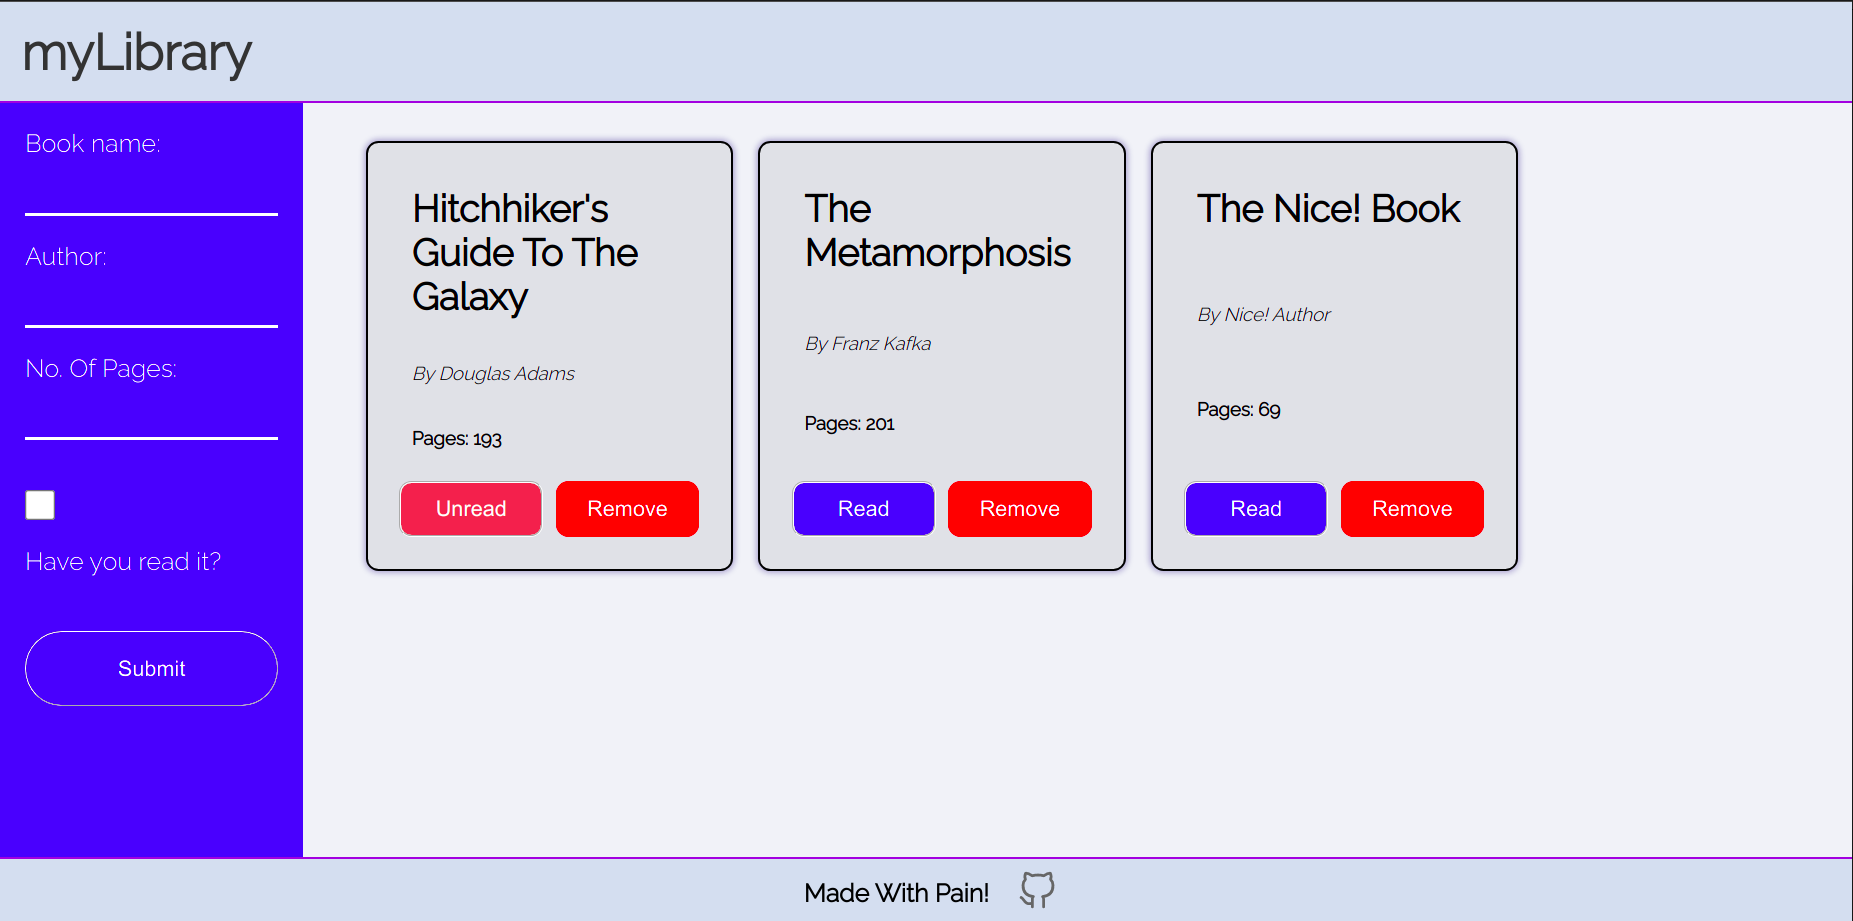 myLibrary
Book name:
Author:
No. Of Pages:
Have you read it?
Submit
Hitchhiker's
Guide To The
Galaxy
By Douglas Adams
Pages: 193
Unread
Remove
The
Metamorphosis
By Franz Kafka
Pages: 201
Read
Remove
The Nice! Book
By Nice! Author
Pages: 69
Read
Remove
Made With Pain!